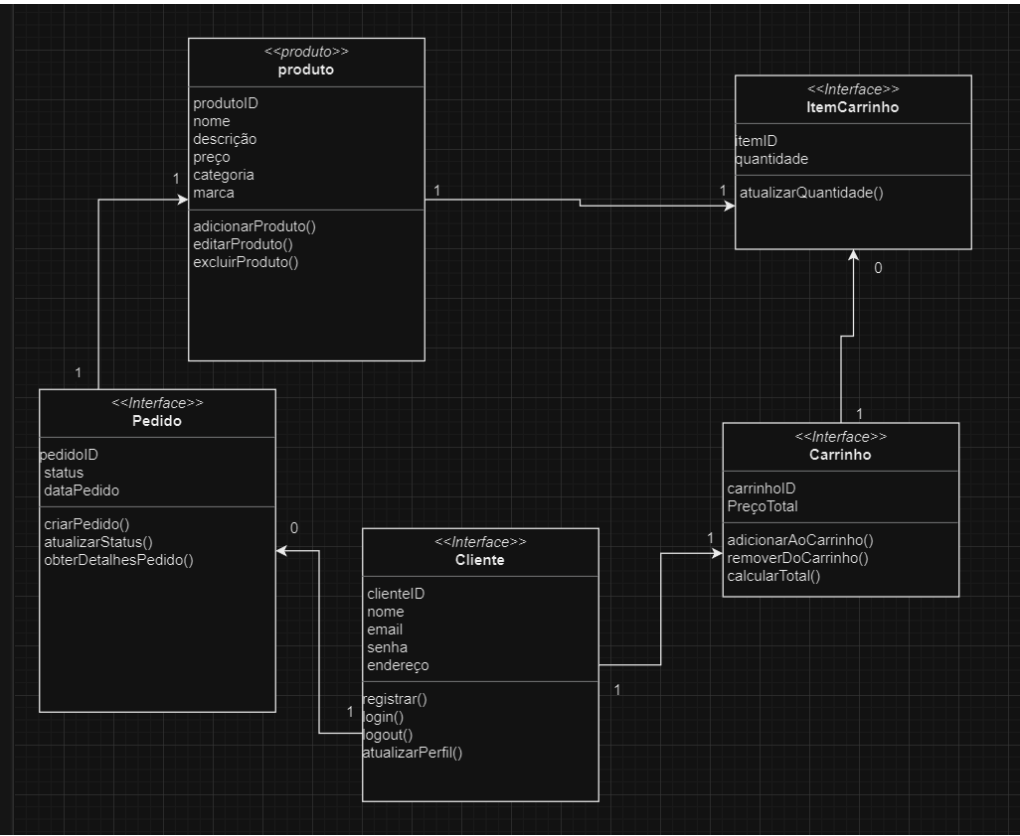 <<produto>>
produto
produtoID
nome
descrição
preço
categoria
marca
adicionarProduto()
editarProduto()
excluirProduto()
1
1
1
1
<<Interface>>
ItemCarrinho
itemID
quantidade
atualizarQuantidade()
0
1
<<Interface>>
Pedido
pedidoID
status
dataPedido
criarPedido()
atualizarStatus()
obterDetalhesPedido()
0
1
<<Interface>>
Cliente
clienteID
nome
email
senha
endereço
registrar()
login()
logout()
atualizarPerfil()
1
1
<<Interface>>
Carrinho
carrinhoID
PreçoTotal
adicionarAoCarrinho()
removerDoCarrinho()
calcularTotal()